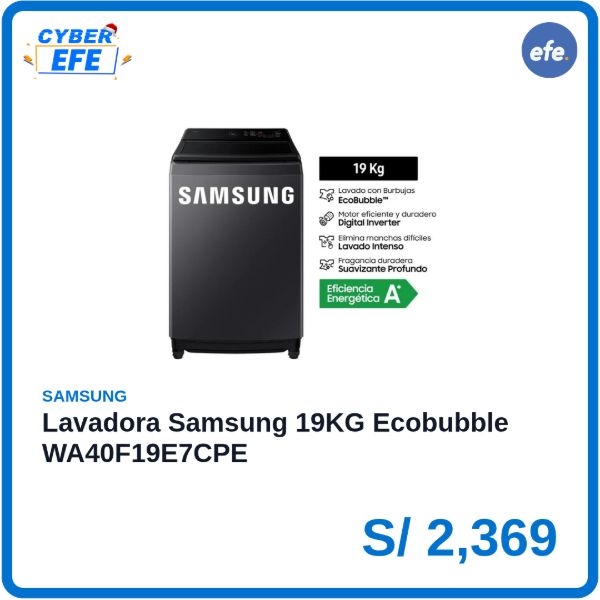 CYBER
EFE
efe.
SAMSUNG
19 Kg
Lavado con Burbujas
EcoBubble™
Motor eficiente y duradero
Digital Inverter
Elimina manchas difíciles
Lavado Intenso
Fragancia duradera
Suavizante Profundo
Eficiencia
Energética A*
SAMSUNG
Lavadora Samsung 19KG Ecobubble
WA40F19E7CPE
S/ 2,369